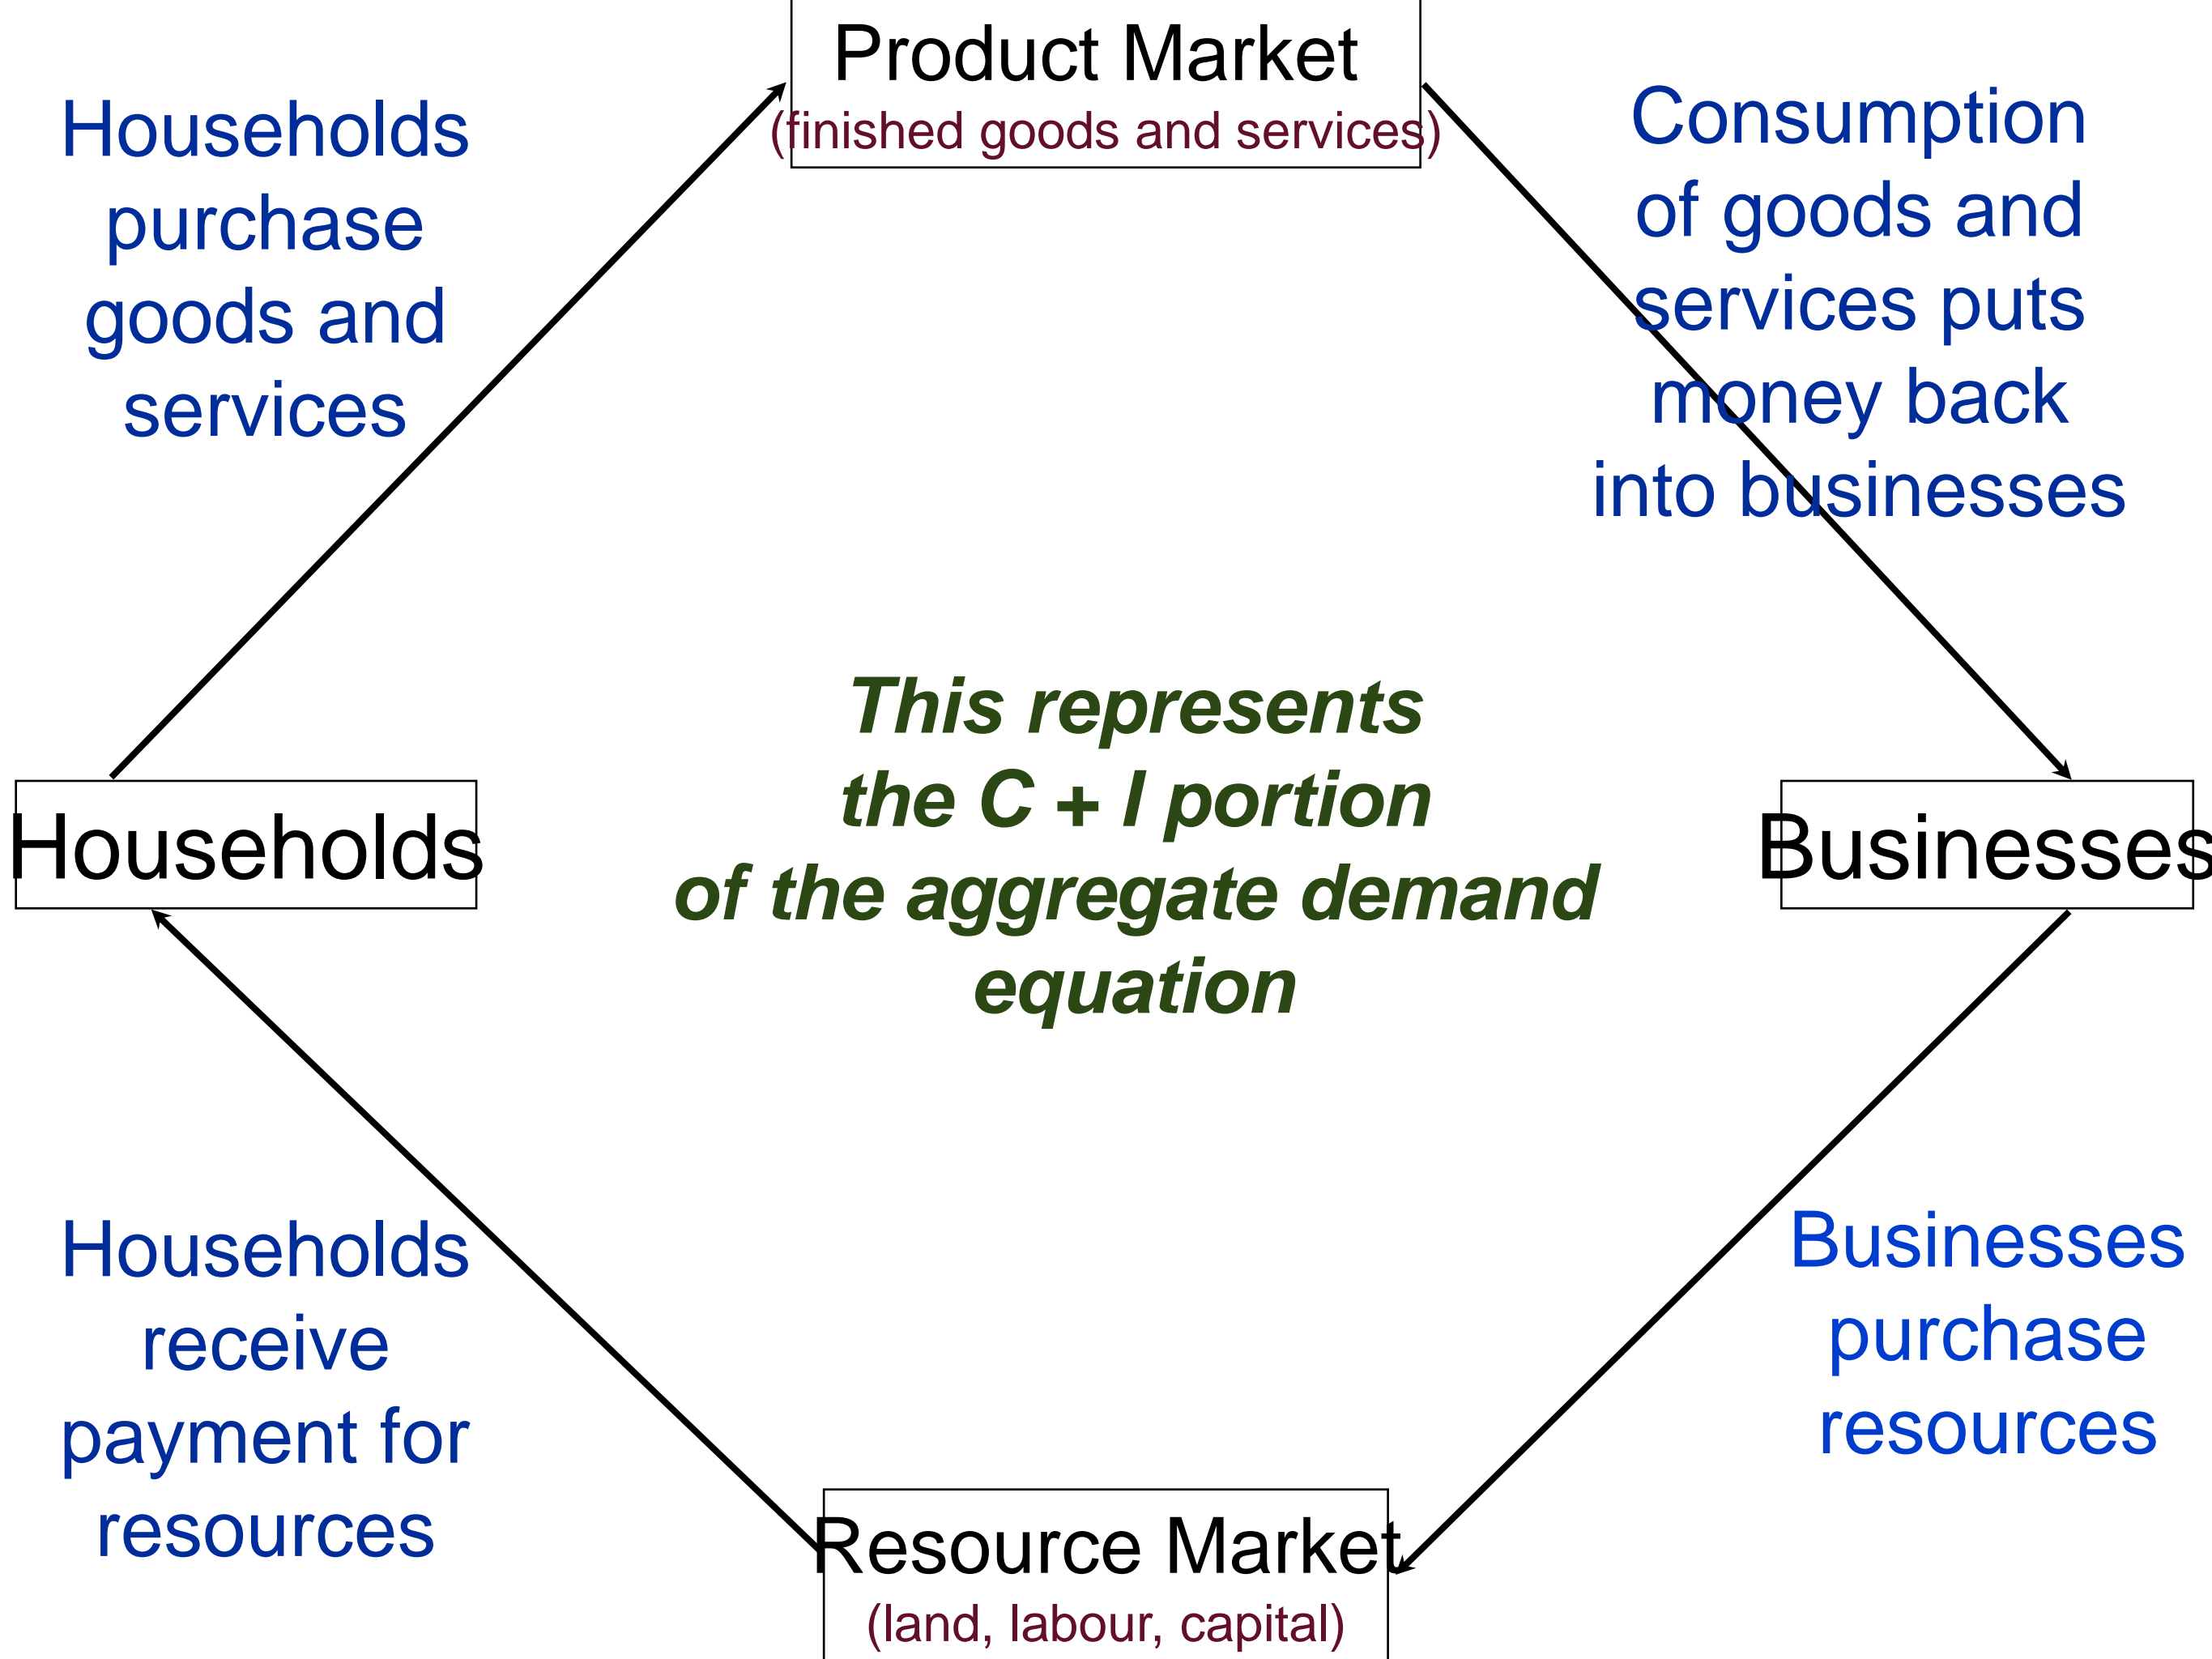 Product Market
(finished goods and services)
Households
purchase
goods and
services
Consumption
of goods and
services puts
money back
into businesses
This represents
the C + I portion
of the aggregate demand
equation
Households
Businesses
Households
receive
payment for
resources
Businesses
purchase
resources
Resource Market
(land, labour, capital)